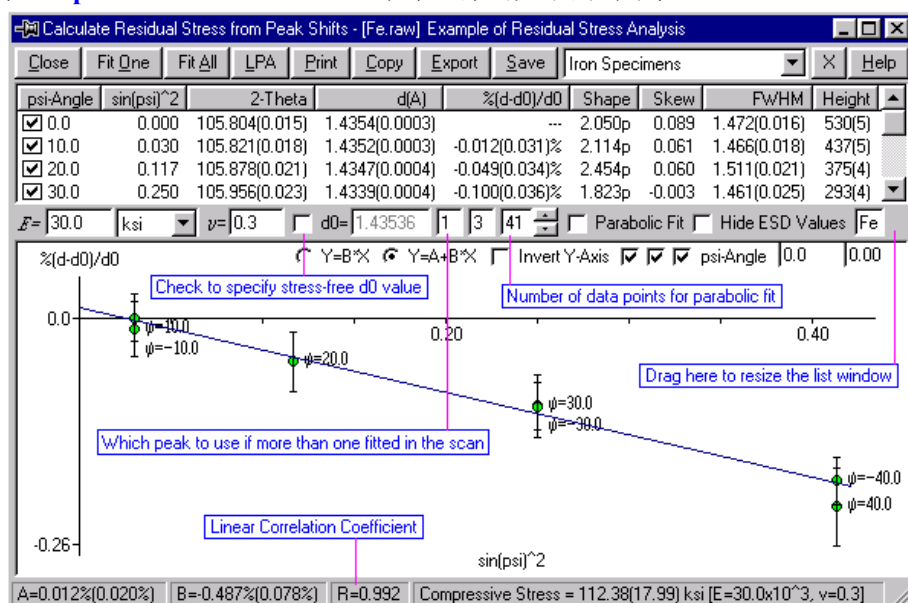 Calculate Residual Stress from Peak Shifts - [Fe.raw] Example of Residual Stress Analysis
Close Fit One Fit All LPA Print Copy Export Save Iron Specimens X Help
psi-Angle sin(psi)^2 2-Theta d(A) %(d-d0)/d0 Shape Skew FWHM Height
0.0 0.000 105.804(0.015) 1.4354(0.0003) --- 2.050p 0.089 1.472(0.016) 530(5)
10.0 0.030 105.821(0.018) 1.4352(0.0003) -0.012(0.031)% 2.114p 0.061 1.466(0.018) 437(5)
20.0 0.117 105.878(0.021) 1.4347(0.0004) -0.049(0.034)% 2.454p 0.060 1.511(0.021) 375(4)
30.0 0.250 105.956(0.023) 1.4339(0.0004) -0.100(0.036)% 1.823p -0.003 1.461(0.025) 293(4)
E= 30.0 ksi ν= 0.3 d0= 1.43536 1 3 41 Parabolic Fit Hide ESD Values Fe
%(d-d0)/d0 Y=B*X Y=A+B*X Invert Y-Axis psi-Angle 0.0 0.00
Check to specify stress-free d0 value
Number of data points for parabolic fit
0.0
ψ=10.0
0.20
0.40
ψ=-10.0
ψ=20.0
Drag here to resize the list window
ψ=30.0
ψ=-30.0
Which peak to use if more than one fitted in the scan
ψ=-40.0
ψ=40.0
Linear Correlation Coefficient
-0.26
sin(psi)^2
A=0.012%(0.020%) B=-0.487%(0.078%) R=0.992 Compressive Stress = 112.38(17.99) ksi [E=30.0x10^3, v=0.3]